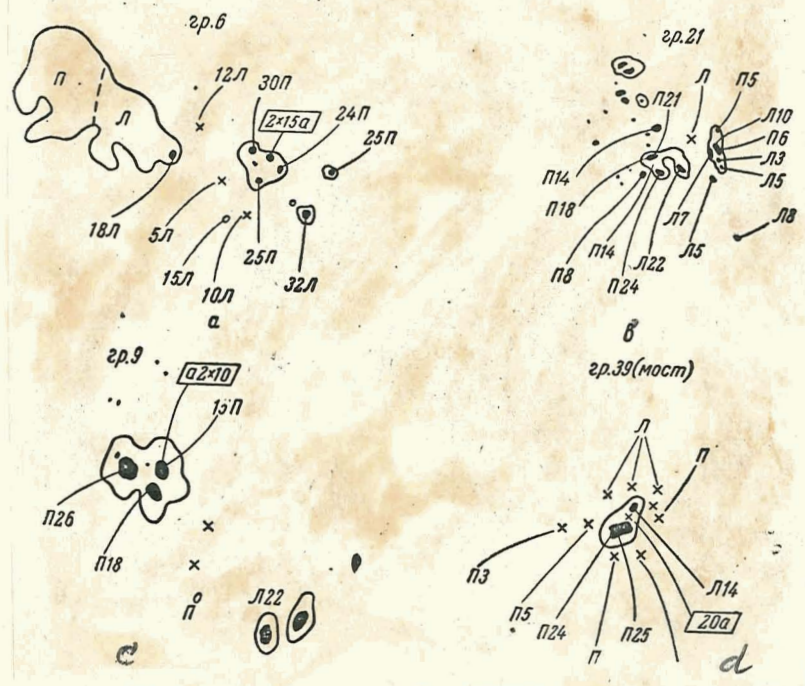 гр.6
П
Л
12Л
30П
2×15а
24П
25П
18Л
5Л
15Л
10Л
25П
32Л
а
гр.21
Л
П5
Л10
П6
Л3
Л5
Л21
П14
П18
П8
П14
П24
Л22
Л7
Л5
Л8
в
гр.9
а2×10
15П
П26
П18
П
Л22
с
гр.39(мост)
Л
П
П3
П5
П24
П
П25
Л14
20а
d